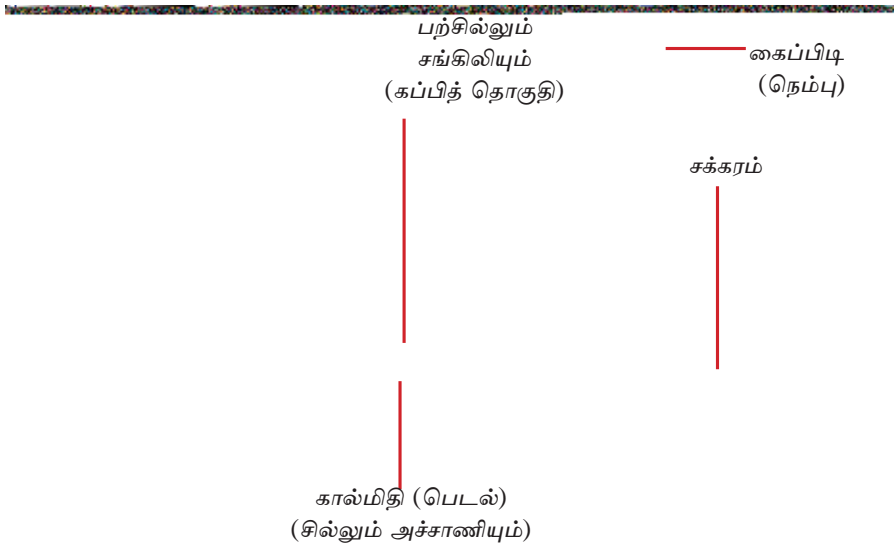 பற்சில்லும்
சங்கிலியும்
(கப்பித் தொகுதி)
கைப்பிடி
(நெம்பு)
சக்கரம்
கால்மிதி (பெடல்)
(சில்லும் அச்சாணியும்)